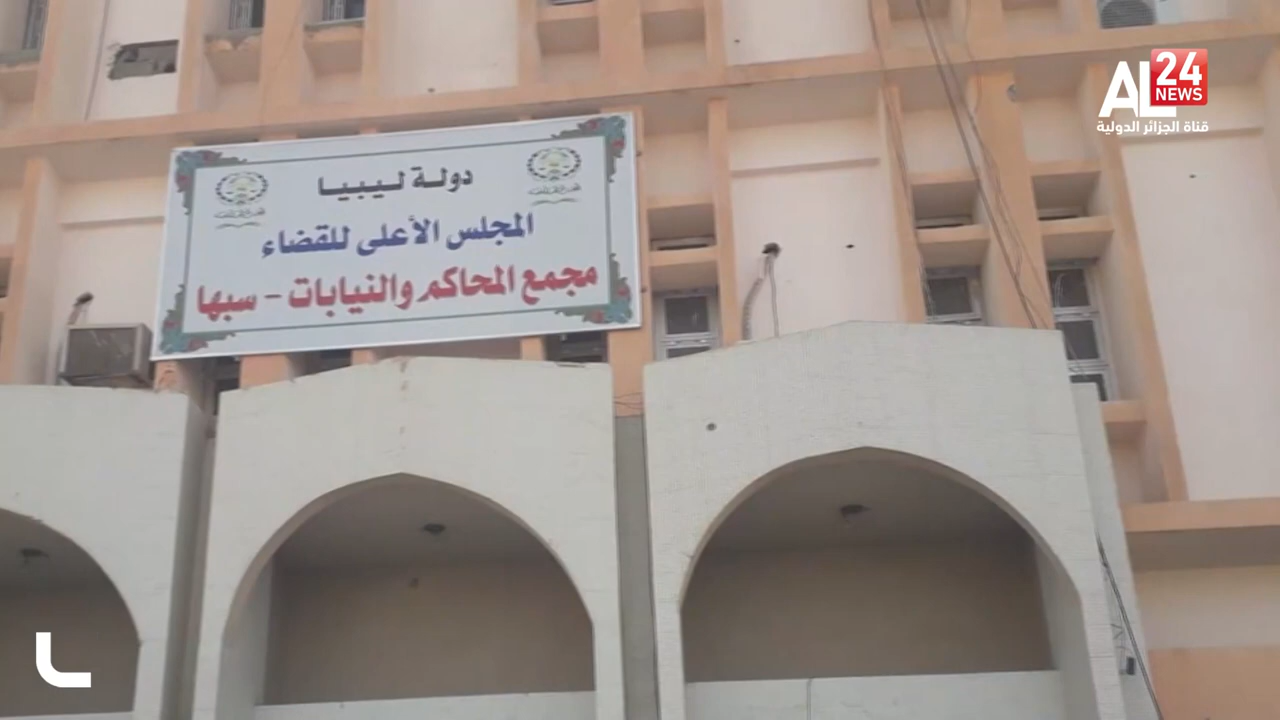 دولة ليبيا
المجلس الأعلى للقضاء
مجمع المحاكم والنيابات - سبها
AL 24 NEWS
قناة الجزائر الدولية